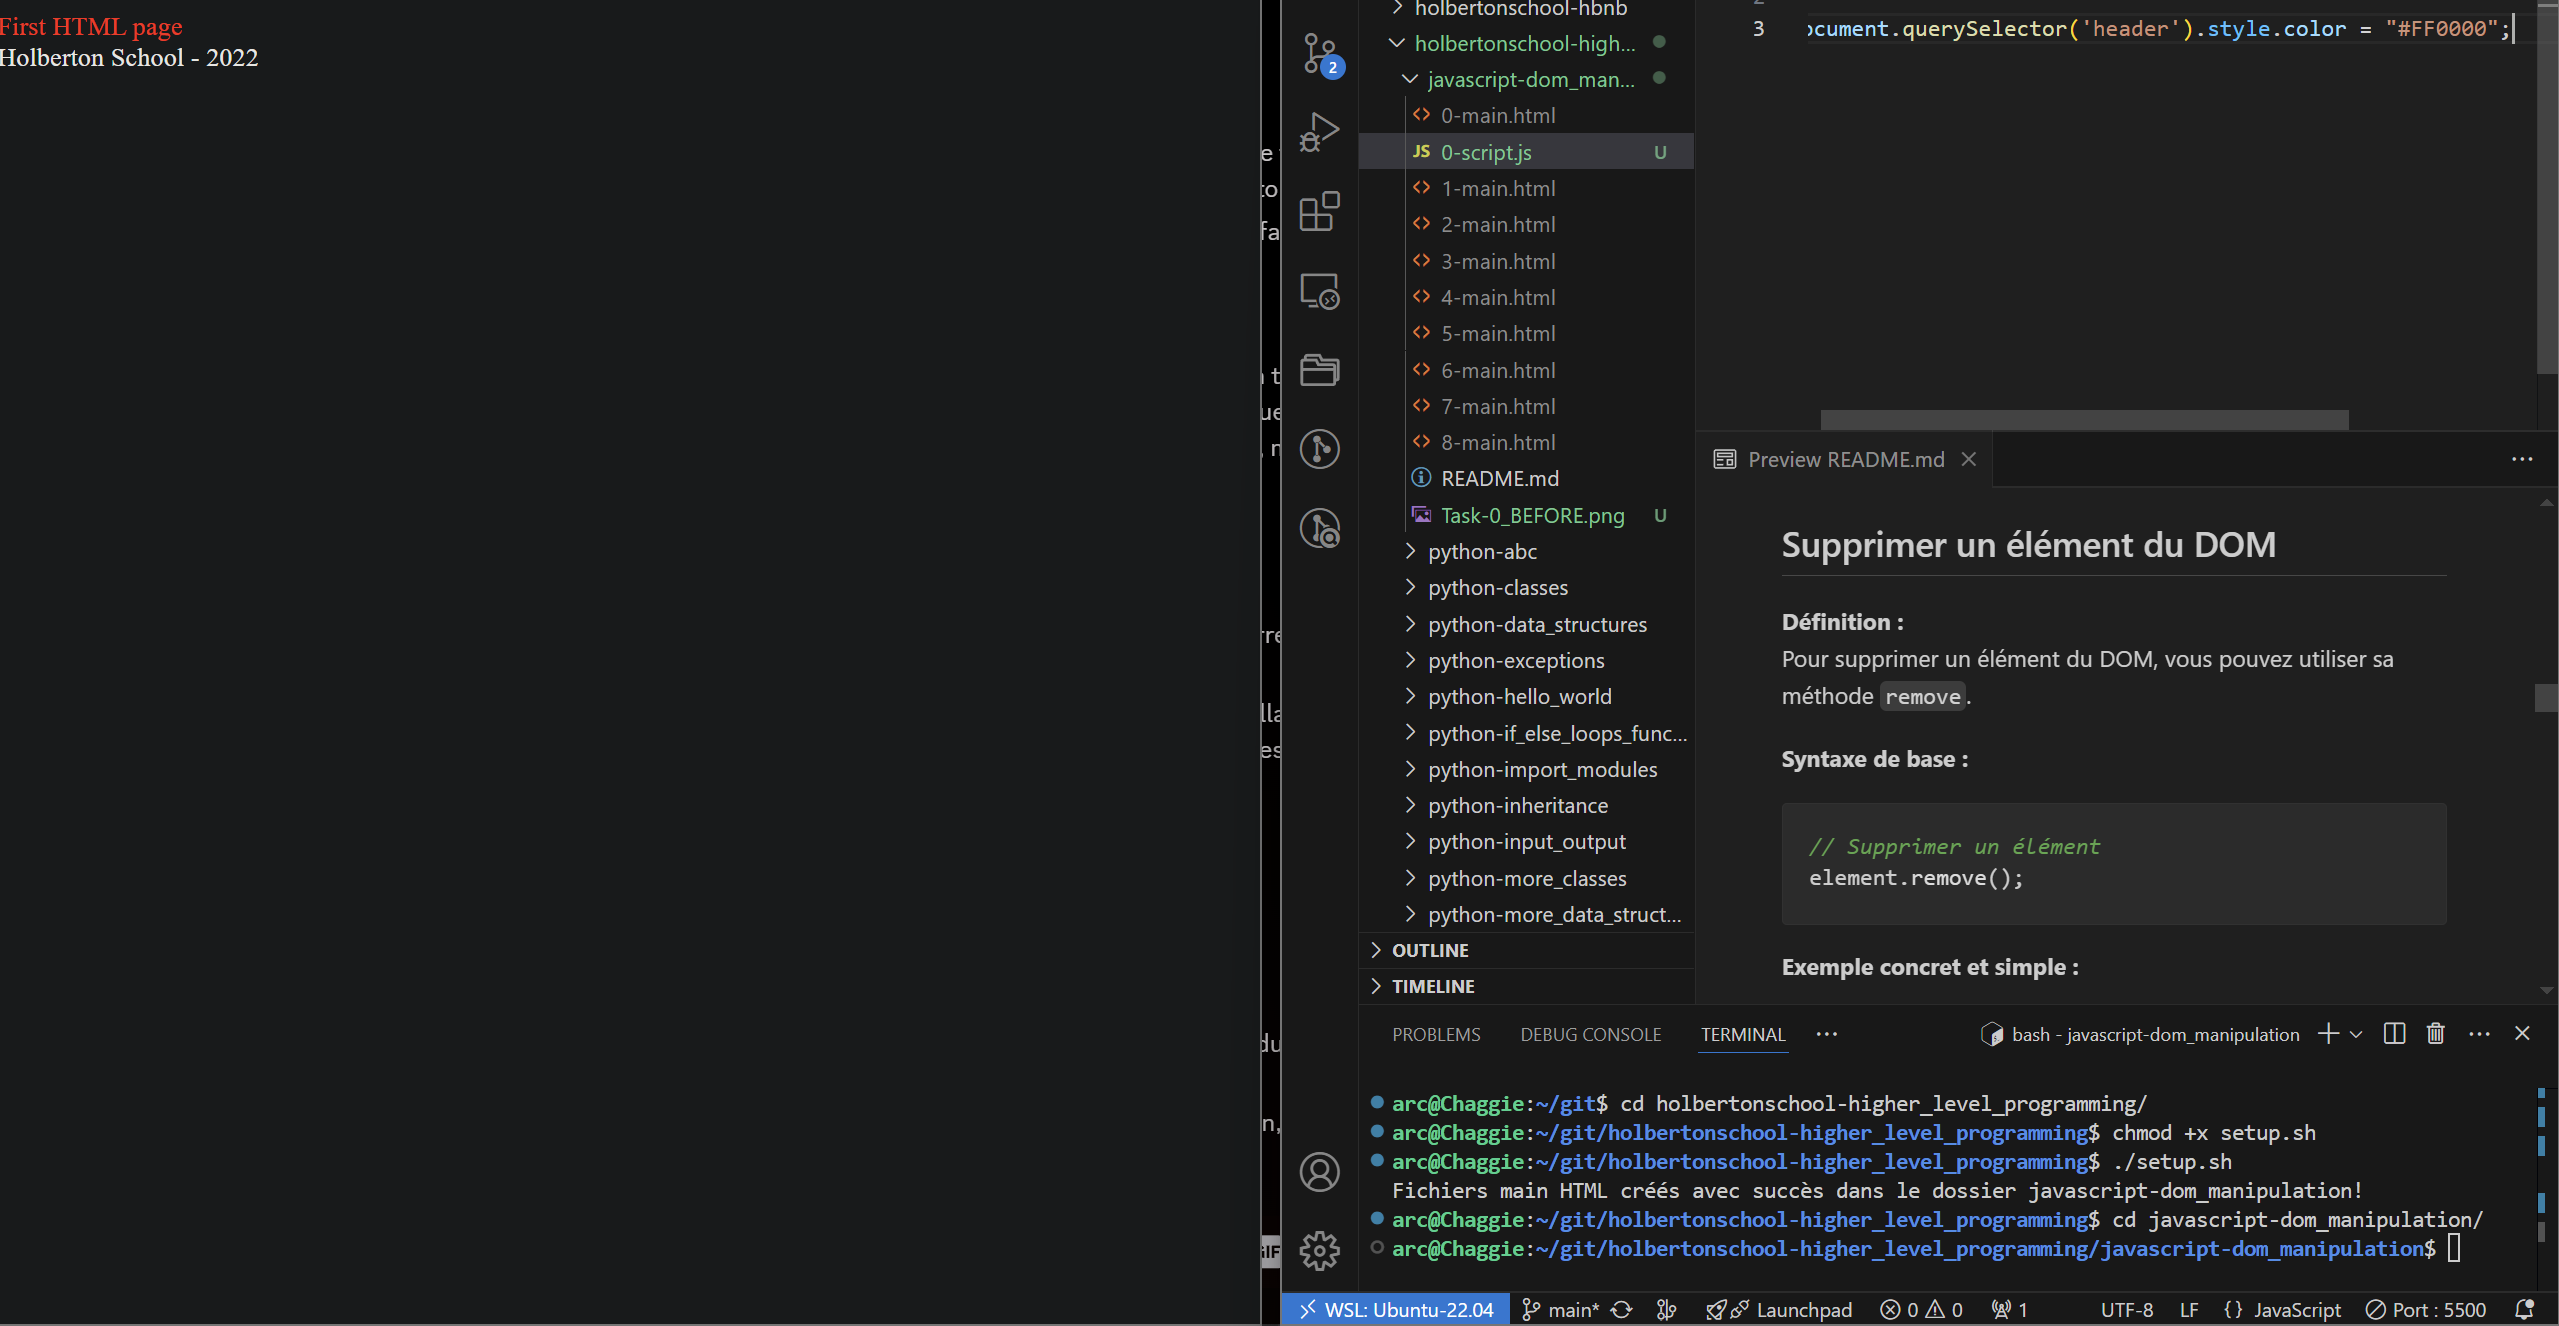 First HTML page
Holberton School - 2022
2
holbertonschool-hbnb
holbertonschool-high...
javascript-dom_man...
0-main.html
JS 0-script.js U
1-main.html
2-main.html
3-main.html
4-main.html
5-main.html
6-main.html
7-main.html
8-main.html
README.md
Task-0_BEFORE.png U
python-abc
python-classes
python-data_structures
python-exceptions
python-hello_world
python-if_else_loops_func...
python-import_modules
python-inheritance
python-input_output
python-more_classes
python-more_data_struct...
OUTLINE
TIMELINE
3 ocument.querySelector('header').style.color = "#FF0000";
Preview README.md
Supprimer un élément du DOM
Définition :
Pour supprimer un élément du DOM, vous pouvez utiliser sa
méthode remove.
Syntaxe de base :
// Supprimer un élément
element.remove();
Exemple concret et simple :
PROBLEMS DEBUG CONSOLE TERMINAL ... bash - javascript-dom_manipulation
arc@Chaggie:~/git$ cd holbertonschool-higher_level_programming/
arc@Chaggie:~/git/holbertonschool-higher_level_programming$ chmod +x setup.sh
arc@Chaggie:~/git/holbertonschool-higher_level_programming$ ./setup.sh
Fichiers main HTML créés avec succès dans le dossier javascript-dom_manipulation!
arc@Chaggie:~/git/holbertonschool-higher_level_programming$ cd javascript-dom_manipulation/
arc@Chaggie:~/git/holbertonschool-higher_level_programming/javascript-dom_manipulation$
WSL: Ubuntu-22.04 main* Launchpad 0 0 1 UTF-8 LF {} JavaScript Port : 5500